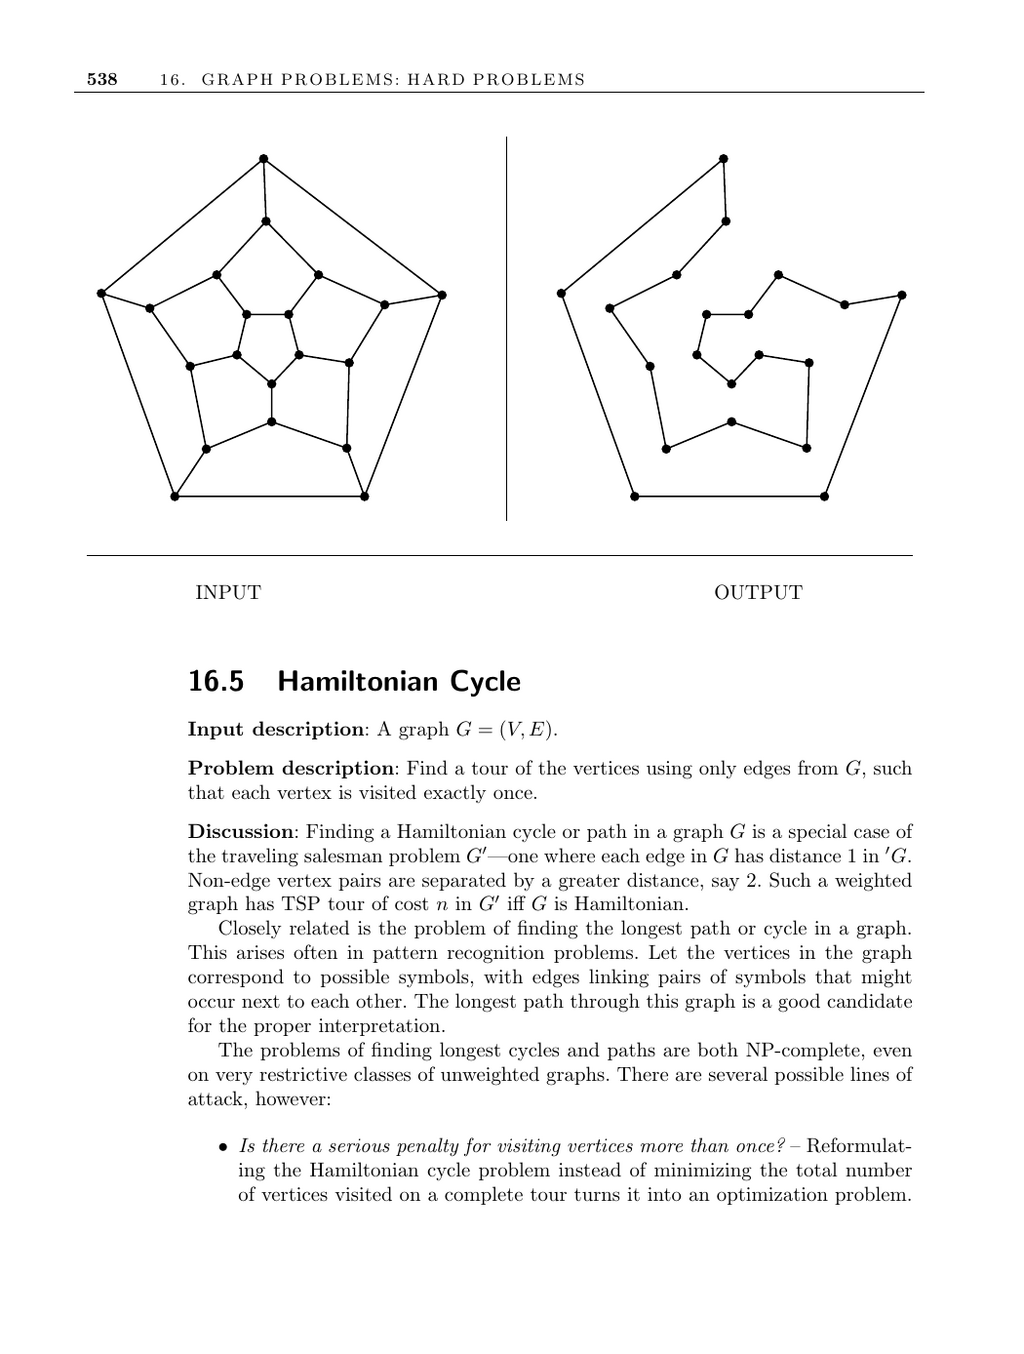 538 16. GRAPH PROBLEMS: HARD PROBLEMS
INPUT OUTPUT
16.5 Hamiltonian Cycle
Input description: A graph G = (V, E).
Problem description: Find a tour of the vertices using only edges from G, such
that each vertex is visited exactly once.
Discussion: Finding a Hamiltonian cycle or path in a graph G is a special case of
the traveling salesman problem G′—one where each edge in G has distance 1 in ′G.
Non-edge vertex pairs are separated by a greater distance, say 2. Such a weighted
graph has TSP tour of cost n in G′ iff G is Hamiltonian.
Closely related is the problem of finding the longest path or cycle in a graph.
This arises often in pattern recognition problems. Let the vertices in the graph
correspond to possible symbols, with edges linking pairs of symbols that might
occur next to each other. The longest path through this graph is a good candidate
for the proper interpretation.
The problems of finding longest cycles and paths are both NP-complete, even
on very restrictive classes of unweighted graphs. There are several possible lines of
attack, however:
• Is there a serious penalty for visiting vertices more than once? – Reformulat-
ing the Hamiltonian cycle problem instead of minimizing the total number
of vertices visited on a complete tour turns it into an optimization problem.